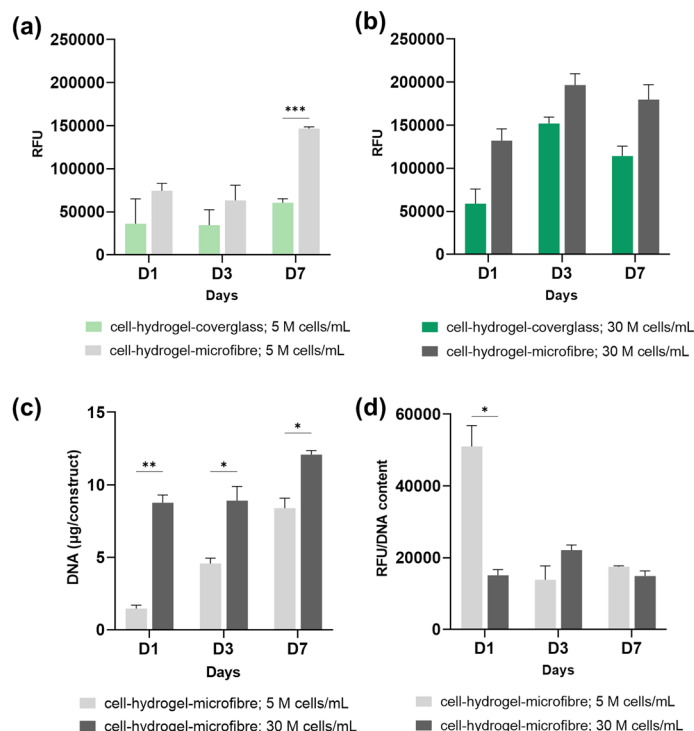 (a)
250000
200000
150000
100000
50000
0
RFU
***
D1 D3 D7
Days
cell-hydrogel-coverglass; 5 M cells/mL
cell-hydrogel-microfibre; 5 M cells/mL
(b)
250000
200000
150000
100000
50000
0
RFU
D1 D3 D7
Days
cell-hydrogel-coverglass; 30 M cells/mL
cell-hydrogel-microfibre; 30 M cells/mL
(c)
15
10
5
0
DNA (µg/construct)
** * *
D1 D3 D7
Days
cell-hydrogel-microfibre; 5 M cells/mL
cell-hydrogel-microfibre; 30 M cells/mL
(d)
60000
40000
20000
0
RFU/DNA content
*
D1 D3 D7
Days
cell-hydrogel-microfibre; 5 M cells/mL
cell-hydrogel-microfibre; 30 M cells/mL